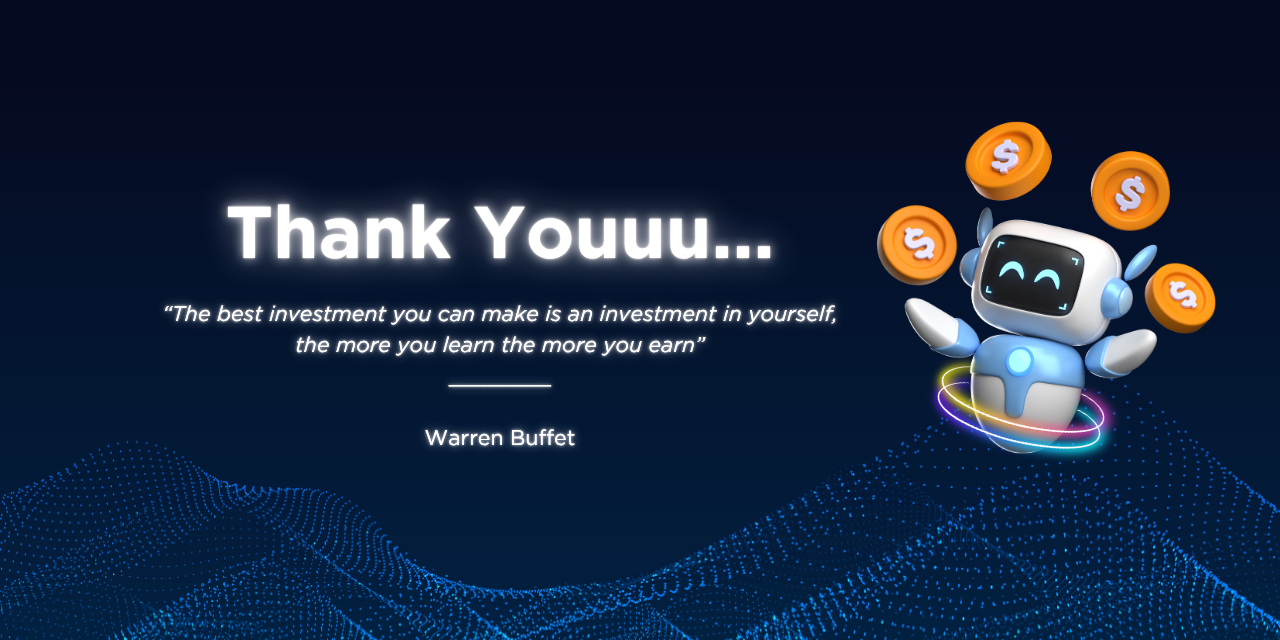 Thank Youuu...
“The best investment you can make is an investment in yourself,
the more you learn the more you earn”
Warren Buffet
$
$
$
$